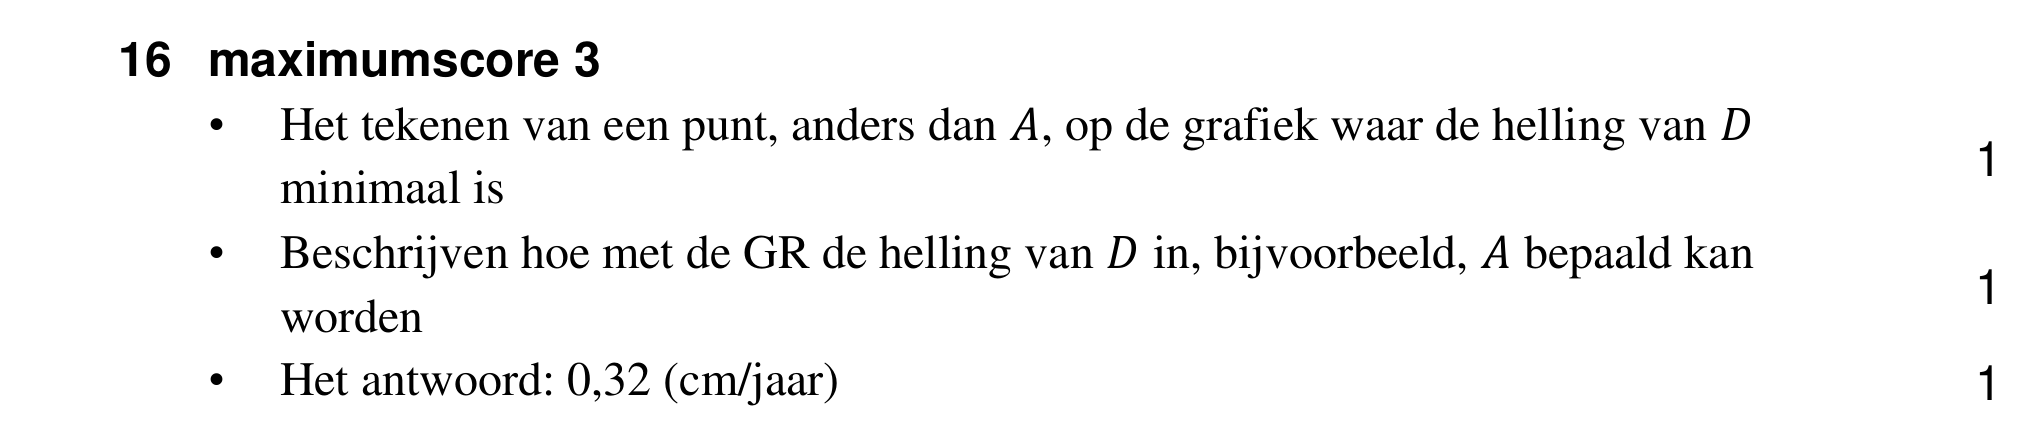 16 maximumscore 3
• Het tekenen van een punt, anders dan A, op de grafiek waar de helling van D
minimaal is 1
• Beschrijven hoe met de GR de helling van D in, bijvoorbeeld, A bepaald kan
worden 1
• Het antwoord: 0,32 (cm/jaar) 1